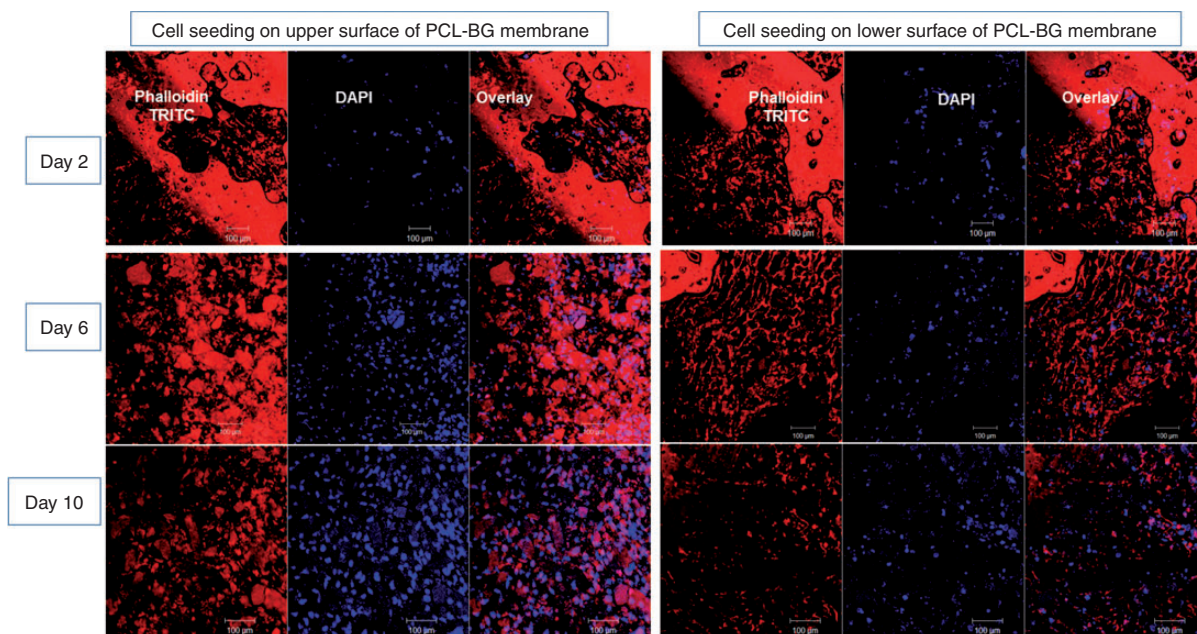 Cell seeding on upper surface of PCL-BG membrane
Cell seeding on lower surface of PCL-BG membrane
Day 2
Phalloidin
TRITC
DAPI
Overlay
Phalloidin
TRITC
DAPI
Overlay
100 µm
100 µm
100 µm
100 µm
100 µm
100 µm
Day 6
100 µm
100 µm
100 µm
100 µm
100 µm
100 µm
Day 10
100 µm
100 µm
100 µm
100 µm
100 µm
100 µm